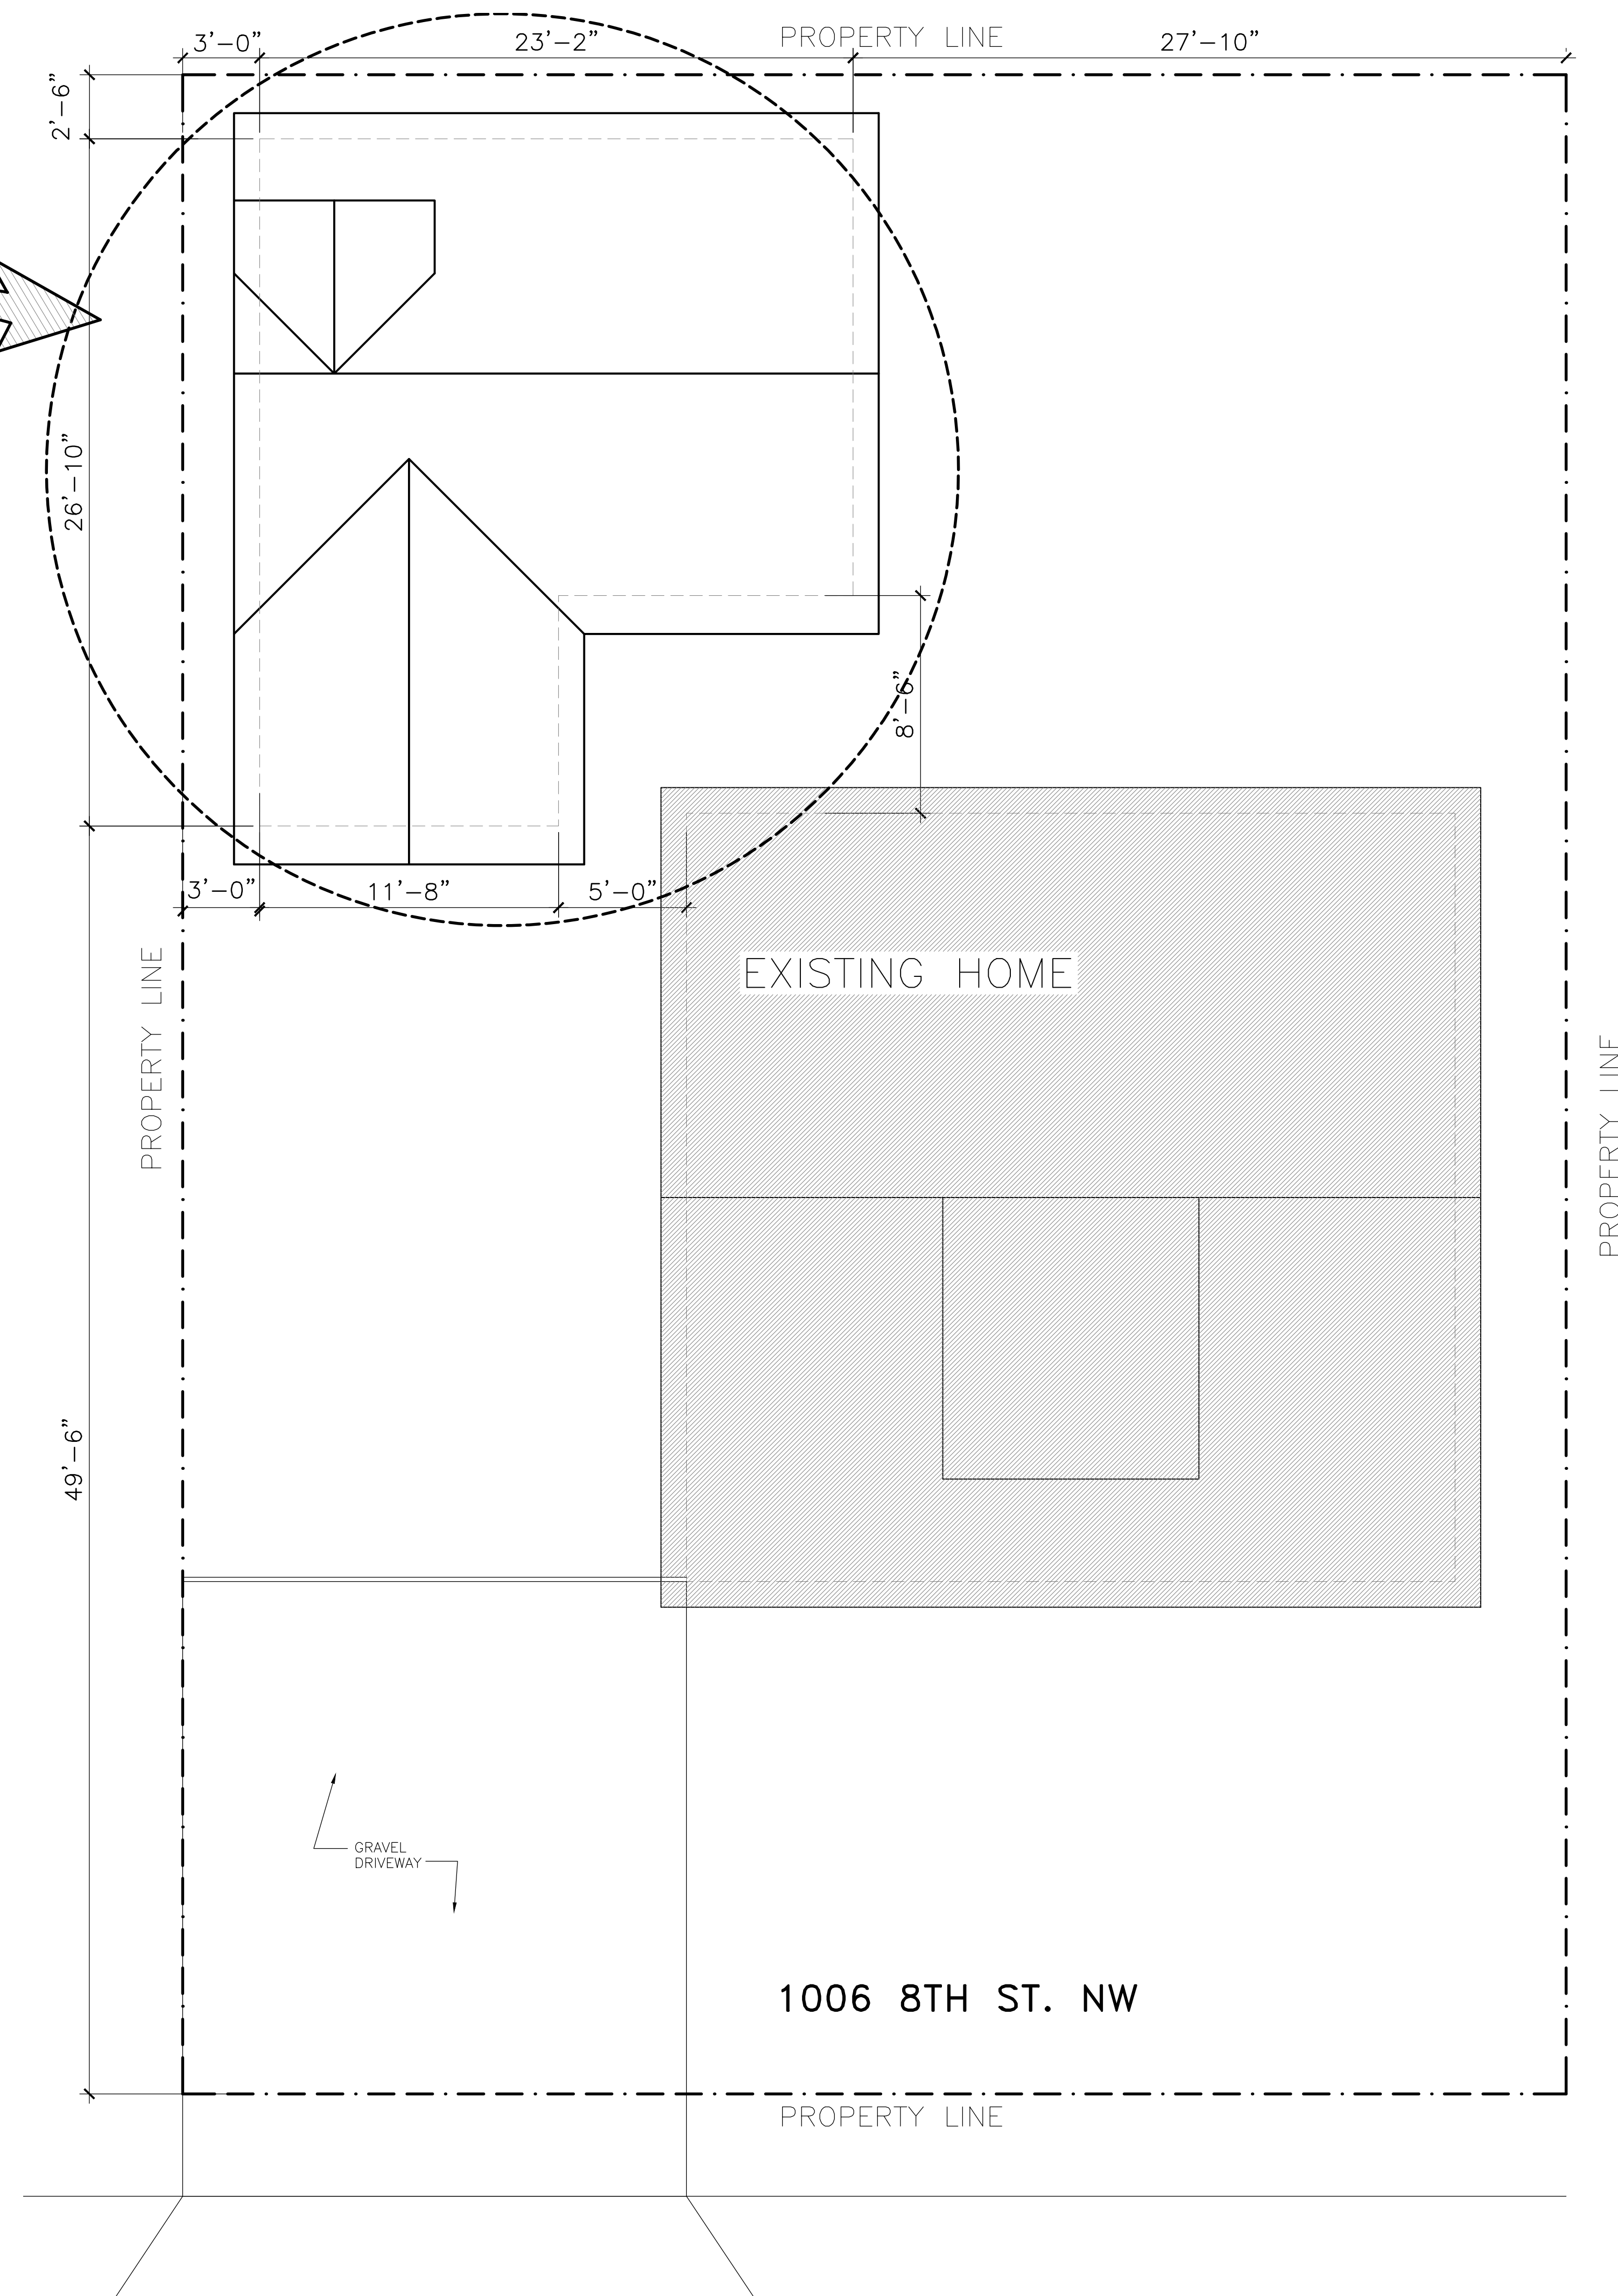 PROPERTY LINE
3'-0" 23'-2" 27'-10"
2'-6"
26'-10"
8'-6"
3'-0" 11'-8" 5'-0"
EXISTING HOME
PROPERTY LINE
PROPERTY LINE
49'-6"
GRAVEL
DRIVEWAY
1006 8TH ST. NW
PROPERTY LINE